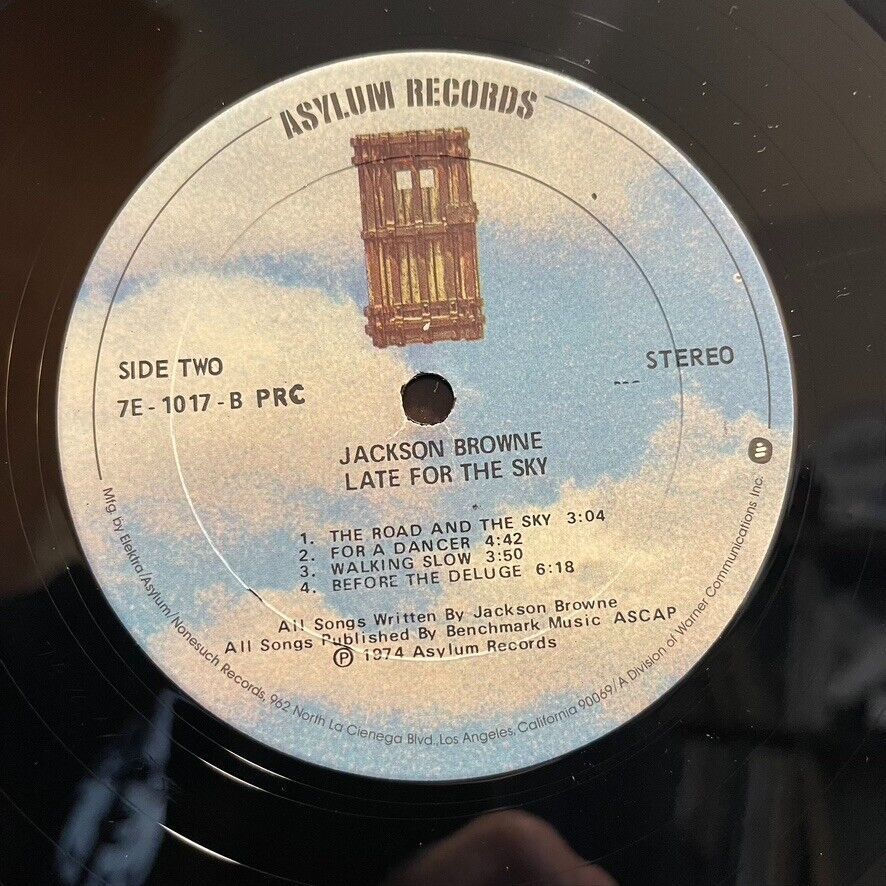 ASYLUM RECORDS
SIDE TWO
STEREO
7E-1017-B PRC
---
JACKSON BROWNE
LATE FOR THE SKY
1. THE ROAD AND THE SKY 3:04
2. FOR A DANCER 4:42
3. WALKING SLOW 3:50
4. BEFORE THE DELUGE 6:18
All Songs Written By Jackson Browne
All Songs Published By Benchmark Music ASCAP
Ⓟ 1974 Asylum Records
Mfg. by Elektra/Asylum/Nonesuch Records, 962 North La Cienega Blvd., Los Angeles, California 90069/A Division of Warner Communications Inc.